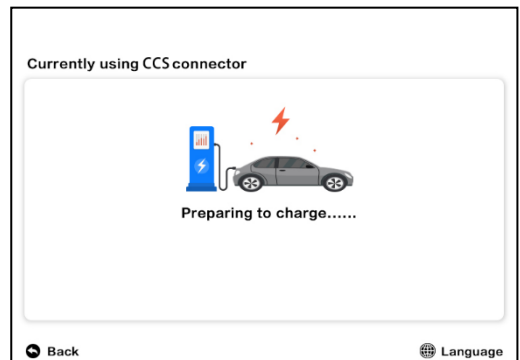 Currently using CCS connector
Preparing to charge......
Back
Language